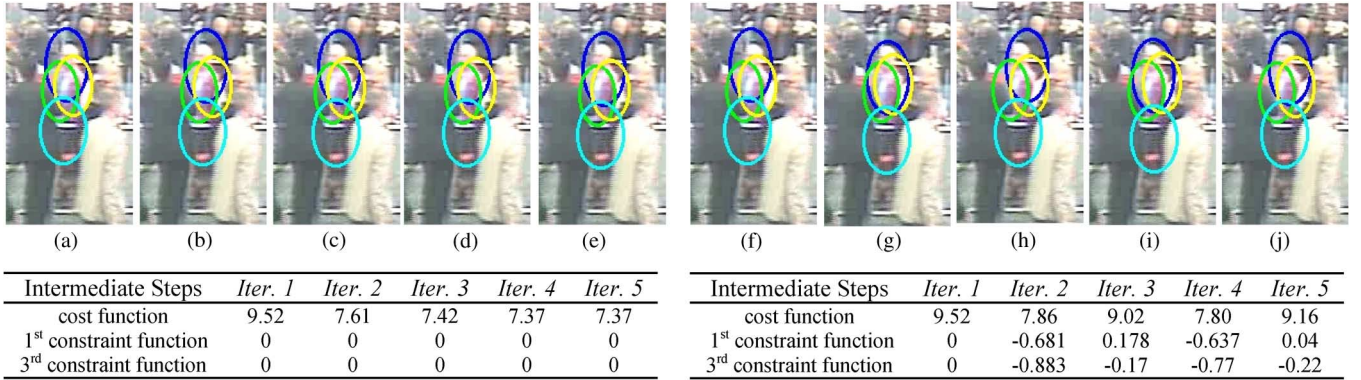 (a) (b) (c) (d) (e) (f) (g) (h) (i) (j)
Intermediate Steps Iter. 1 Iter. 2 Iter. 3 Iter. 4 Iter. 5
cost function 9.52 7.61 7.42 7.37 7.37
1st constraint function 0 0 0 0 0
3rd constraint function 0 0 0 0 0
Intermediate Steps Iter. 1 Iter. 2 Iter. 3 Iter. 4 Iter. 5
cost function 9.52 7.86 9.02 7.80 9.16
1st constraint function 0 -0.681 0.178 -0.637 0.04
3rd constraint function 0 -0.883 -0.17 -0.77 -0.22